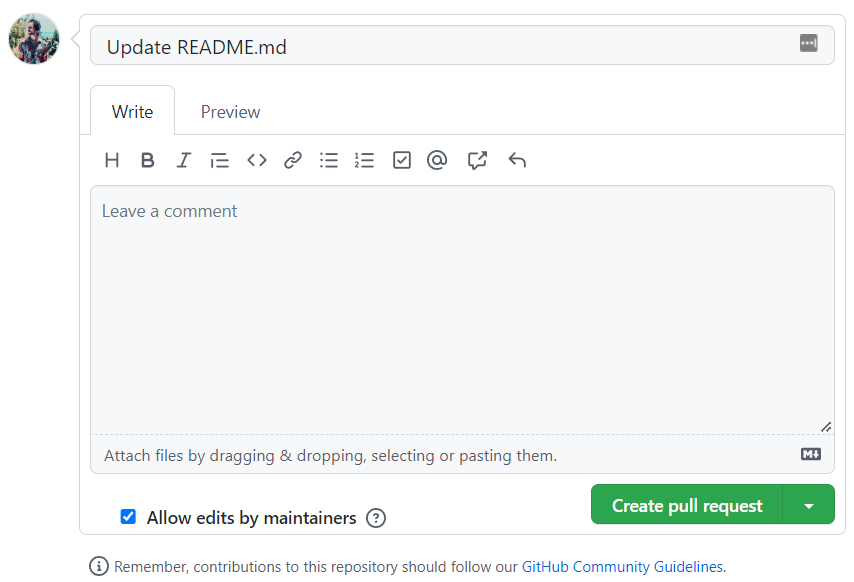 Update README.md
Write Preview
Leave a comment
Attach files by dragging & dropping, selecting or pasting them.
Allow edits by maintainers
Create pull request
Remember, contributions to this repository should follow our GitHub Community Guidelines.